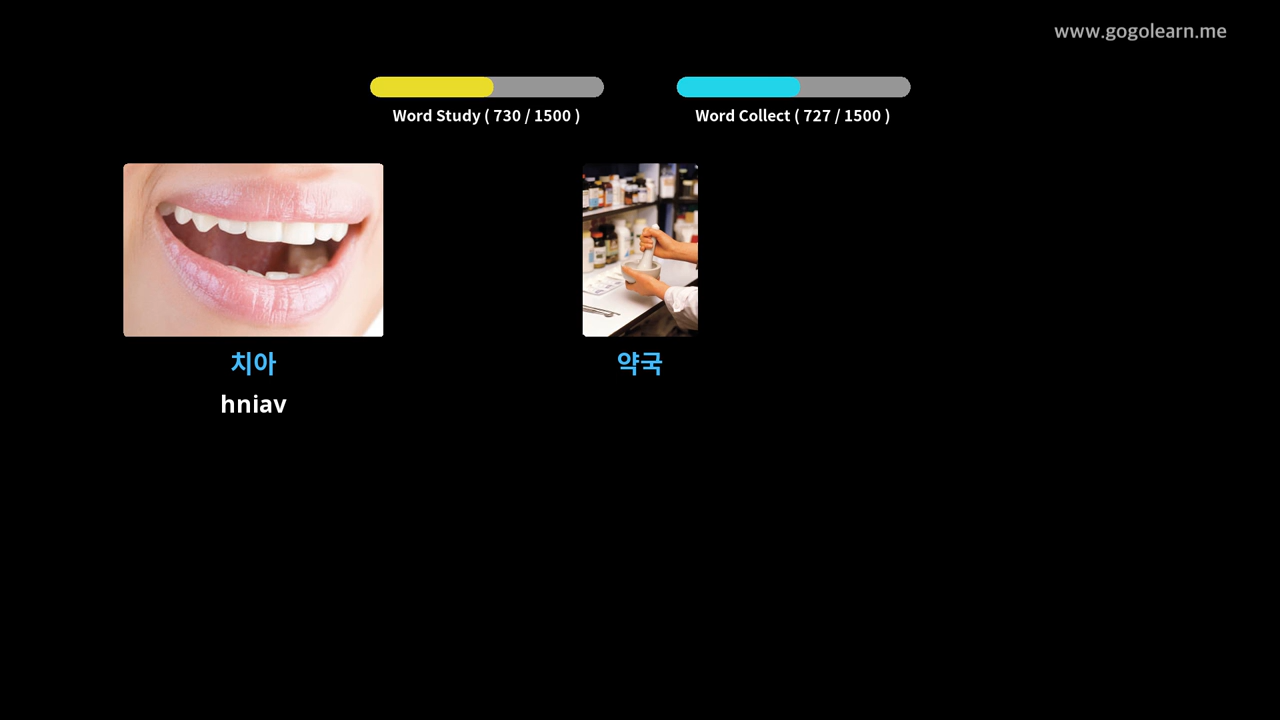 www.gogolearn.me
Word Study ( 730 / 1500 )
Word Collect ( 727 / 1500 )
치아
약국
hniav